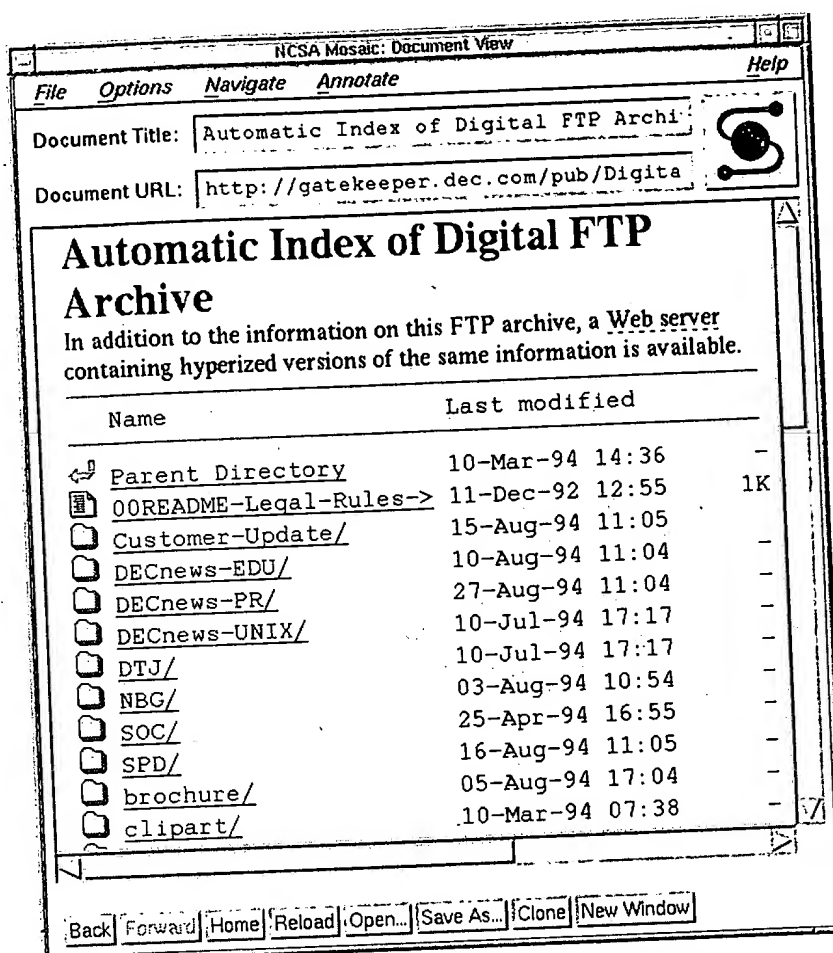 NCSA Mosaic: Document View
File Options Navigate Annotate Help
Document Title: Automatic Index of Digital FTP Archi
Document URL: http://gatekeeper.dec.com/pub/Digita
Automatic Index of Digital FTP
Archive
In addition to the information on this FTP archive, a Web server
containing hyperized versions of the same information is available.
Name Last modified
Parent Directory 10-Mar-94 14:36 -
00README-Legal-Rules-> 11-Dec-92 12:55 1K
Customer-Update/ 15-Aug-94 11:05
DECnews-EDU/ 10-Aug-94 11:04 -
DECnews-PR/ 27-Aug-94 11:04 -
DECnews-UNIX/ 10-Jul-94 17:17 -
DTJ/ 10-Jul-94 17:17 -
NBG/ 03-Aug-94 10:54 -
SOC/ 25-Apr-94 16:55 -
SPD/ 16-Aug-94 11:05 -
brochure/ 05-Aug-94 17:04 -
clipart/ 10-Mar-94 07:38 -
Back Forward Home Reload Open... Save As... Clone New Window